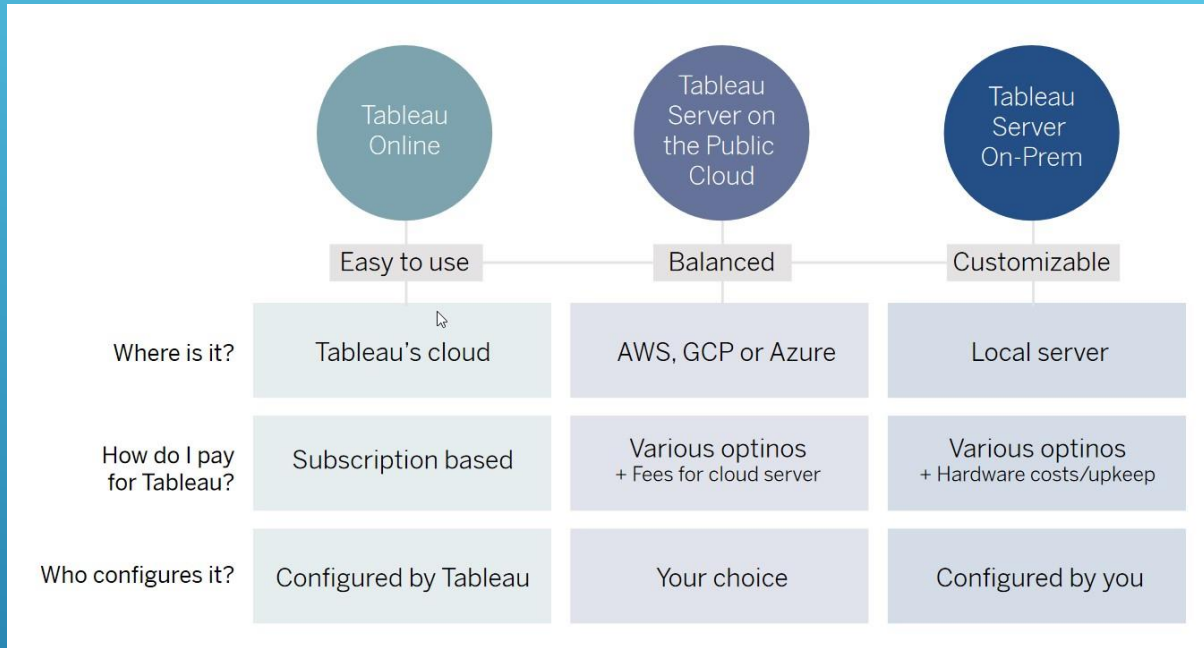 Tableau
Online
Tableau
Server on
the Public
Cloud
Tableau
Server
On-Prem
Easy to use
Balanced
Customizable
Where is it?
Tableau's cloud
AWS, GCP or Azure
Local server
How do I pay
for Tableau?
Subscription based
Various optinos
+ Fees for cloud server
Various optinos
+ Hardware costs/upkeep
Who configures it?
Configured by Tableau
Your choice
Configured by you